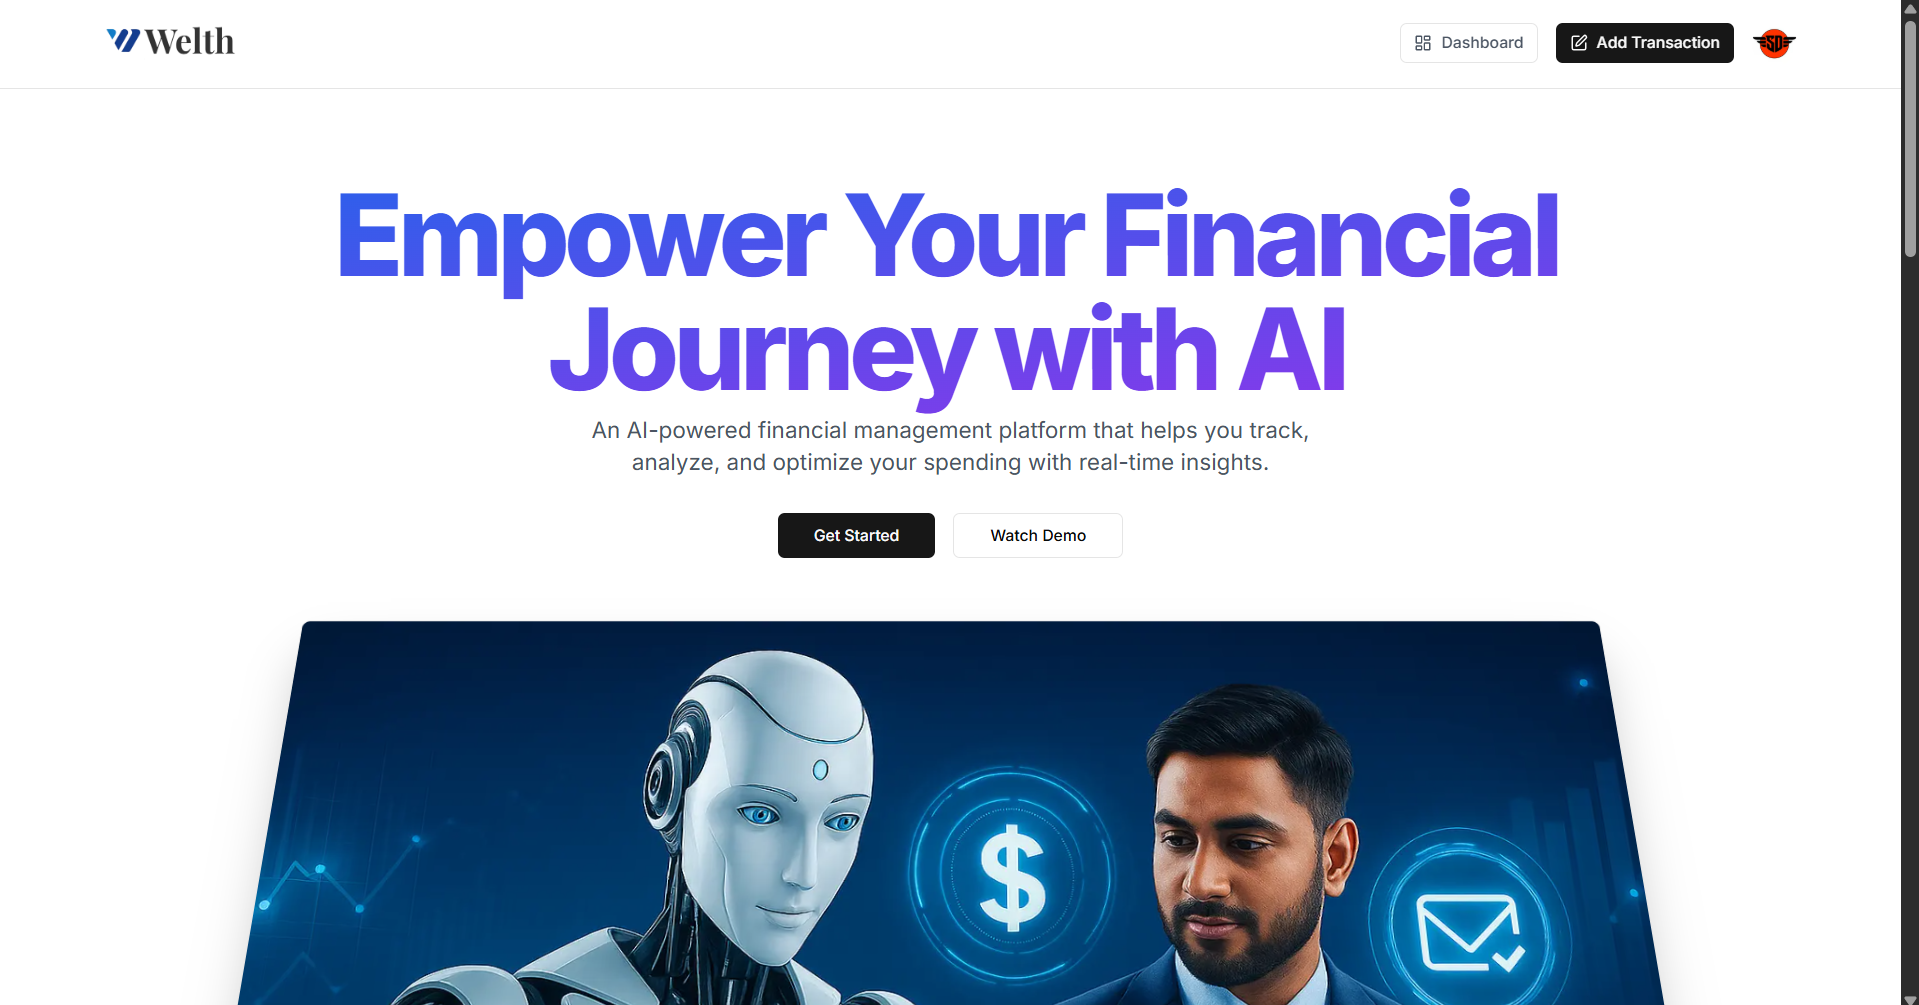 Welth
Dashboard
Add Transaction
SD
Empower Your Financial
Journey with AI
An AI-powered financial management platform that helps you track,
analyze, and optimize your spending with real-time insights.
Get Started
Watch Demo
$